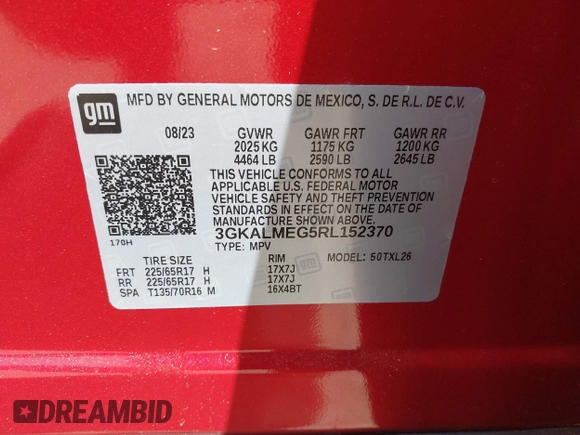 gm
MFD BY GENERAL MOTORS DE MEXICO, S. DE R.L. DE C.V.
08/23 GVWR GAWR FRT GAWR RR
2025 KG 1175 KG 1200 KG
4464 LB 2590 LB 2645 LB
THIS VEHICLE CONFORMS TO ALL
APPLICABLE U.S. FEDERAL MOTOR
VEHICLE SAFETY AND THEFT PREVENTION
STANDARDS IN EFFECT ON THE DATE OF
MANUFACTURE SHOWN ABOVE.
3GKALMEG5RL152370
170H
TYPE: MPV
TIRE SIZE RIM MODEL: 50TXL26
FRT 225/65R17 H 17X7J
RR 225/65R17 H 17X7J
SPA T135/70R16 M 16X4BT
DREAMBID